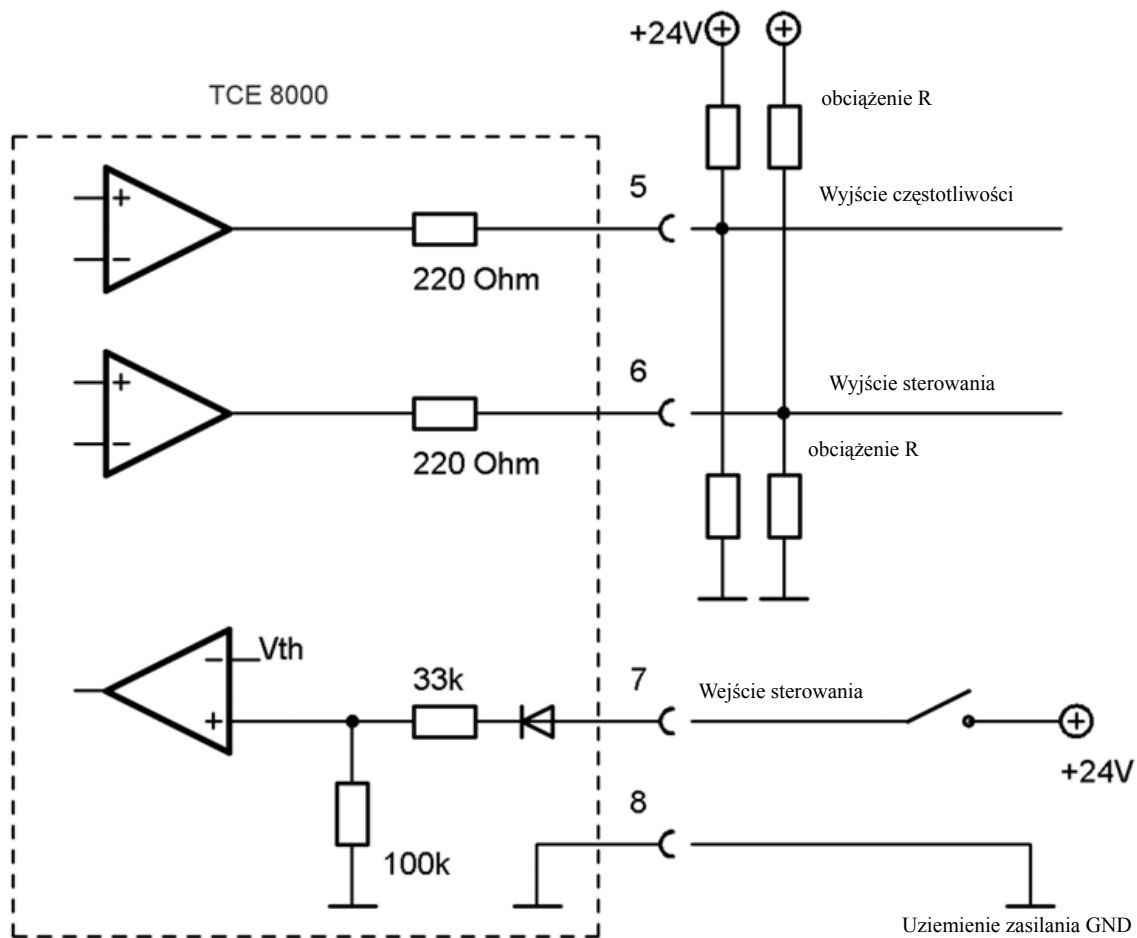 +24V
TCE 8000
obciążenie R
5
Wyjście częstotliwości
+
-
220 Ohm
6
Wyjście sterowania
+
-
220 Ohm
obciążenie R
Vth
-
+
33k
7
Wejście sterowania
+24V
8
100k
Uziemienie zasilania GND